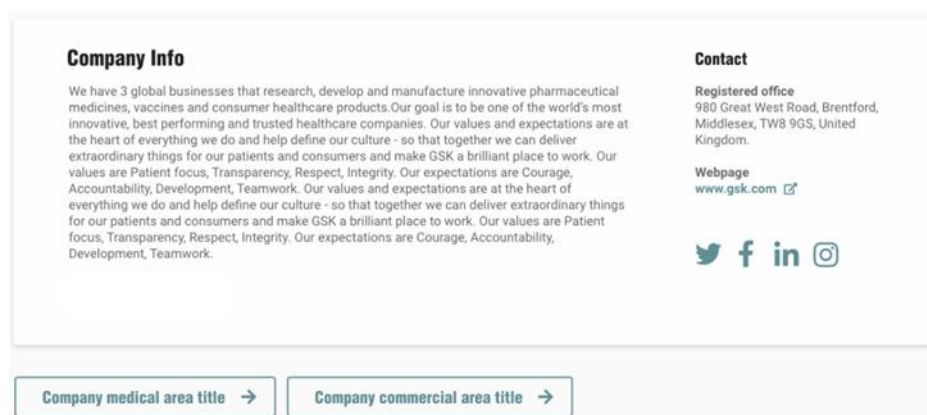 Company Info
We have 3 global businesses that research, develop and manufacture innovative pharmaceutical
medicines, vaccines and consumer healthcare products.Our goal is to be one of the world's most
innovative, best performing and trusted healthcare companies. Our values and expectations are at
the heart of everything we do and help define our culture - so that together we can deliver
extraordinary things for our patients and consumers and make GSK a brilliant place to work. Our
values are Patient focus, Transparency, Respect, Integrity. Our expectations are Courage,
Accountability, Development, Teamwork. Our values and expectations are at the heart of
everything we do and help define our culture - so that together we can deliver extraordinary things
for our patients and consumers and make GSK a brilliant place to work. Our values are Patient
focus, Transparency, Respect, Integrity. Our expectations are Courage, Accountability,
Development, Teamwork.
Contact
Registered office
980 Great West Road, Brentford,
Middlesex, TW8 9GS, United
Kingdom.
Webpage
www.gsk.com
Company medical area title
Company commercial area title